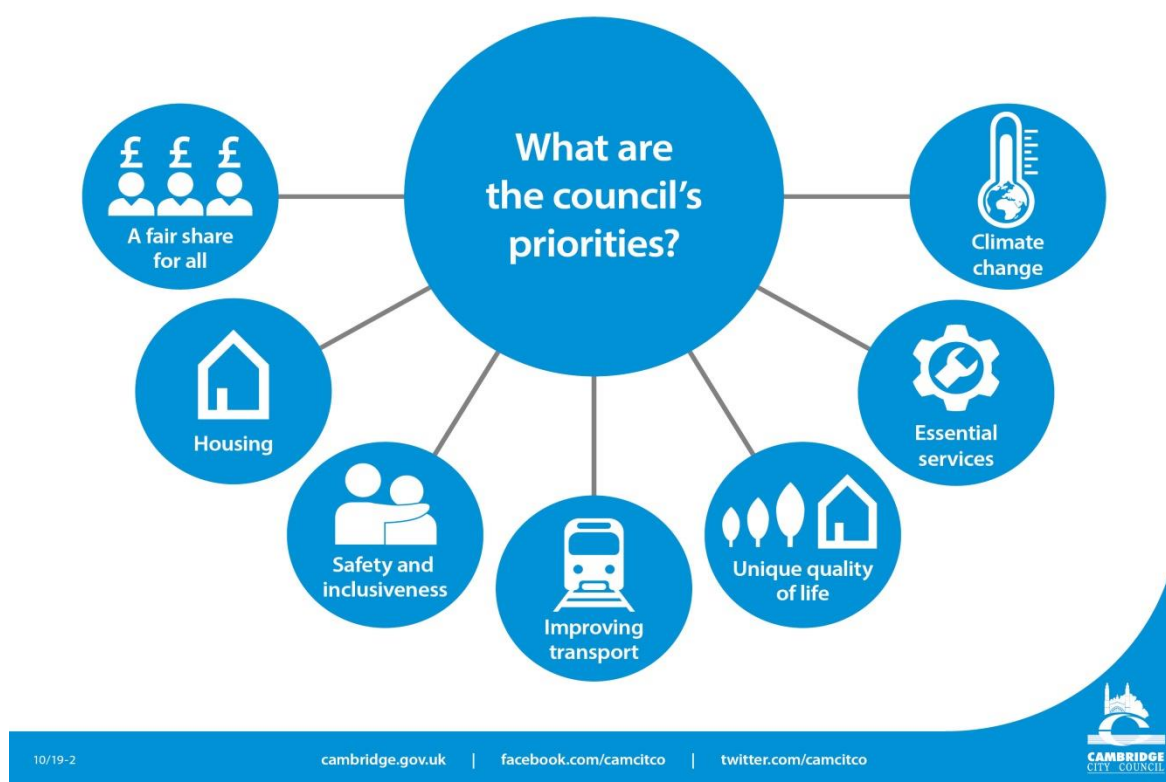 What are
the council's
priorities?
£ £ £
A fair share
for all
Housing
Safety and
inclusiveness
Improving
transport
Unique quality
of life
Essential
services
Climate
change
10/19-2
cambridge.gov.uk | facebook.com/camcitco | twitter.com/camcitco
CAMBRIDGE
CITY COUNCIL